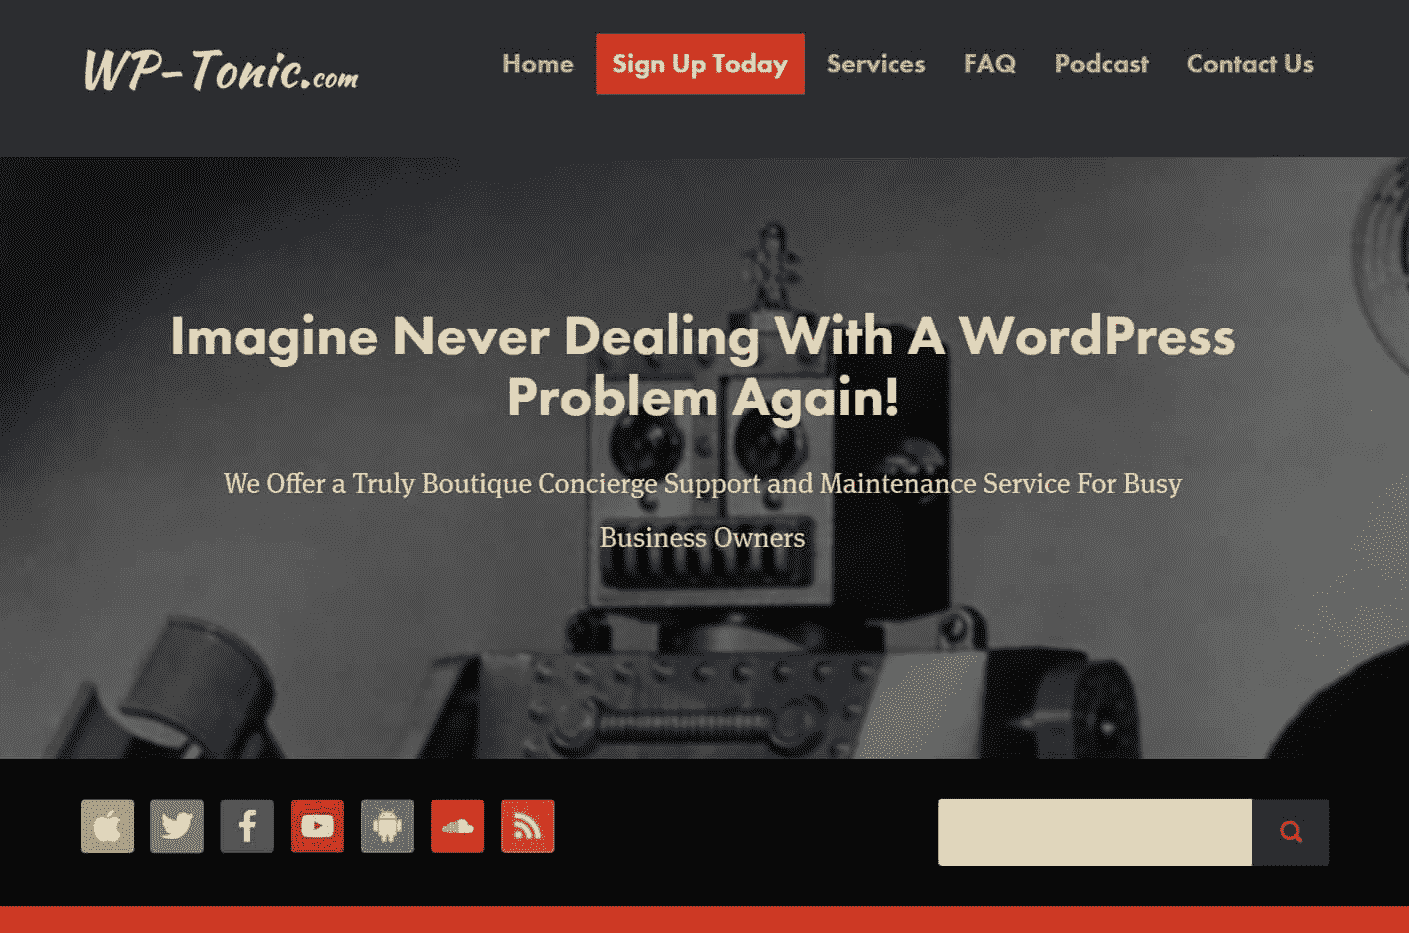 WP-Tonic.com
Home Sign Up Today Services FAQ Podcast Contact Us
Imagine Never Dealing With A WordPress
Problem Again!
We Offer a Truly Boutique Concierge Support and Maintenance Service For Busy
Business Owners